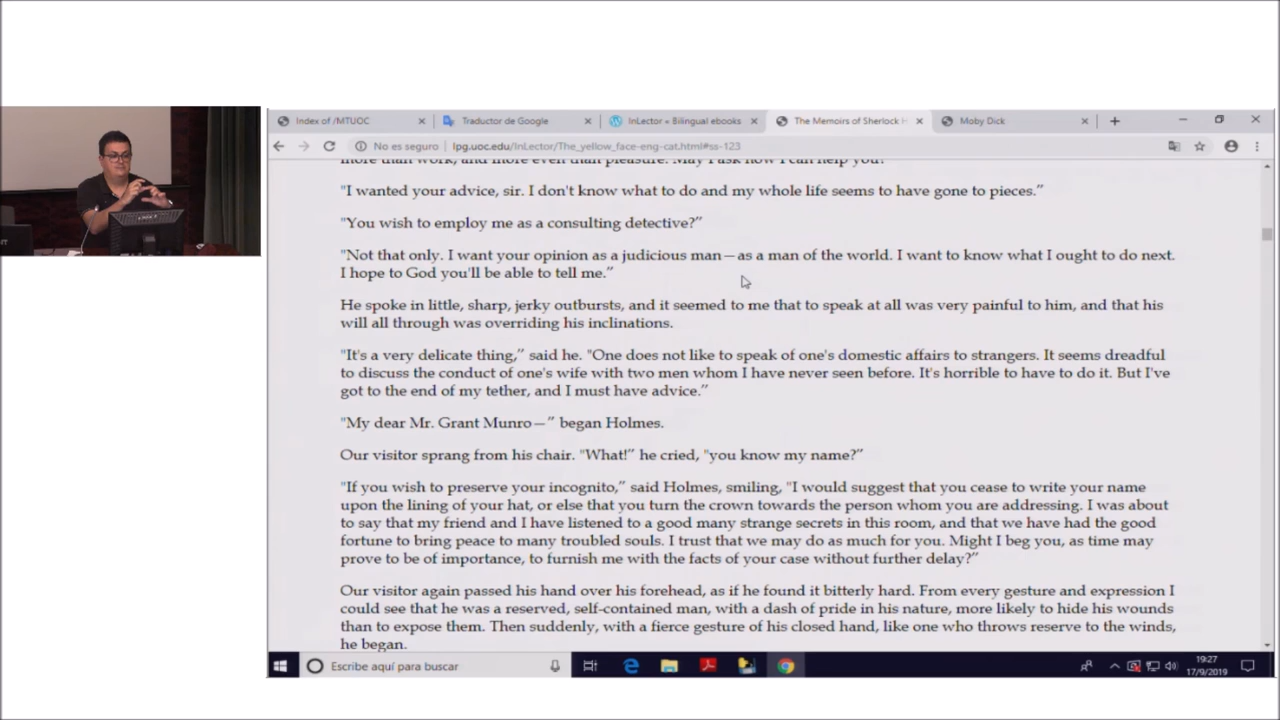 Index of /MTUOC
Traductor de Google
InLector « Bilingual ebooks
The Memoirs of Sherlock H
Moby Dick
No es seguro
lpg.uoc.edu/InLector/The_yellow_face-eng-cat.html#ss-123
more than work, and more even than pleasure. May I ask how I can help you?"
"I wanted your advice, sir. I don't know what to do and my whole life seems to have gone to pieces."
"You wish to employ me as a consulting detective?"
"Not that only. I want your opinion as a judicious man—as a man of the world. I want to know what I ought to do next.
I hope to God you'll be able to tell me."
He spoke in little, sharp, jerky outbursts, and it seemed to me that to speak at all was very painful to him, and that his
will all through was overriding his inclinations.
"It's a very delicate thing," said he. "One does not like to speak of one's domestic affairs to strangers. It seems dreadful
to discuss the conduct of one's wife with two men whom I have never seen before. It's horrible to have to do it. But I've
got to the end of my tether, and I must have advice."
"My dear Mr. Grant Munro—" began Holmes.
Our visitor sprang from his chair. "What!" he cried, "you know my name?"
"If you wish to preserve your incognito," said Holmes, smiling, "I would suggest that you cease to write your name
upon the lining of your hat, or else that you turn the crown towards the person whom you are addressing. I was about
to say that my friend and I have listened to a good many strange secrets in this room, and that we have had the good
fortune to bring peace to many troubled souls. I trust that we may do as much for you. Might I beg you, as time may
prove to be of importance, to furnish me with the facts of your case without further delay?"
Our visitor again passed his hand over his forehead, as if he found it bitterly hard. From every gesture and expression I
could see that he was a reserved, self-contained man, with a dash of pride in his nature, more likely to hide his wounds
than to expose them. Then suddenly, with a fierce gesture of his closed hand, like one who throws reserve to the winds,
he began.
Escribe aquí para buscar
19:27
17/9/2019